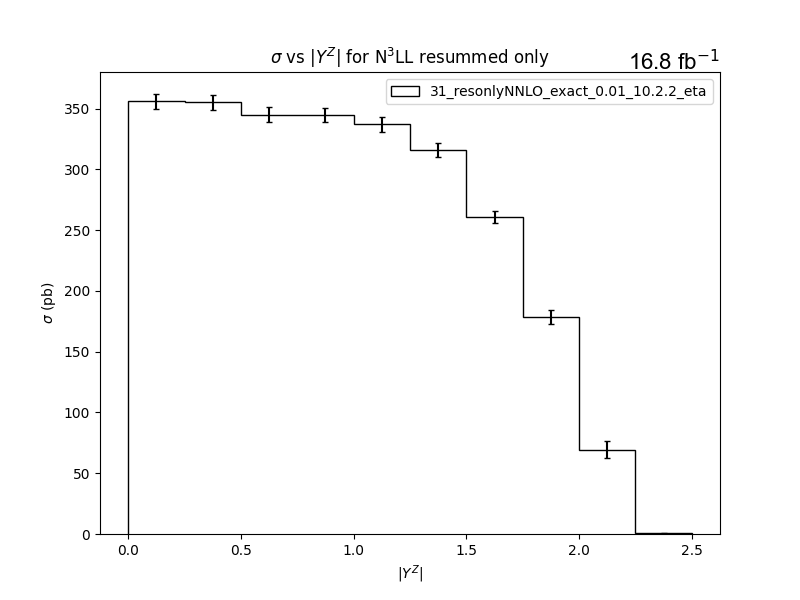 σ vs |Y^Z| for N³LL resummed only
16.8 fb⁻¹
31_resonlyNNLO_exact_0.01_10.2.2_eta
σ (pb)
350
300
250
200
150
100
50
0
0.0 0.5 1.0 1.5 2.0 2.5
|Y^Z|